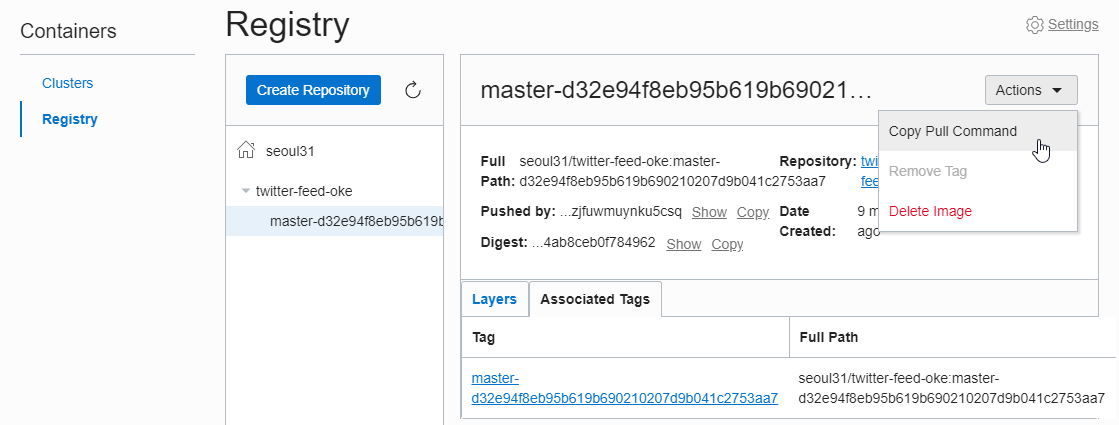 Containers
Clusters
Registry
Registry
Settings
Create Repository
seoul31
twitter-feed-oke
master-d32e94f8eb95b619b
master-d32e94f8eb95b619b69021...
Actions
Copy Pull Command
Remove Tag
Delete Image
Full Path: seoul31/twitter-feed-oke:master-
d32e94f8eb95b619b690210207d9b041c2753aa7
Repository:
Pushed by: ...zjfuwmuynku5csq Show Copy
Date Created: 9 
ago
Digest: ...4ab8ceb0f784962 Show Copy
Layers
Associated Tags
Tag
Full Path
master-
d32e94f8eb95b619b690210207d9b041c2753aa7
seoul31/twitter-feed-oke:master-
d32e94f8eb95b619b690210207d9b041c2753aa7